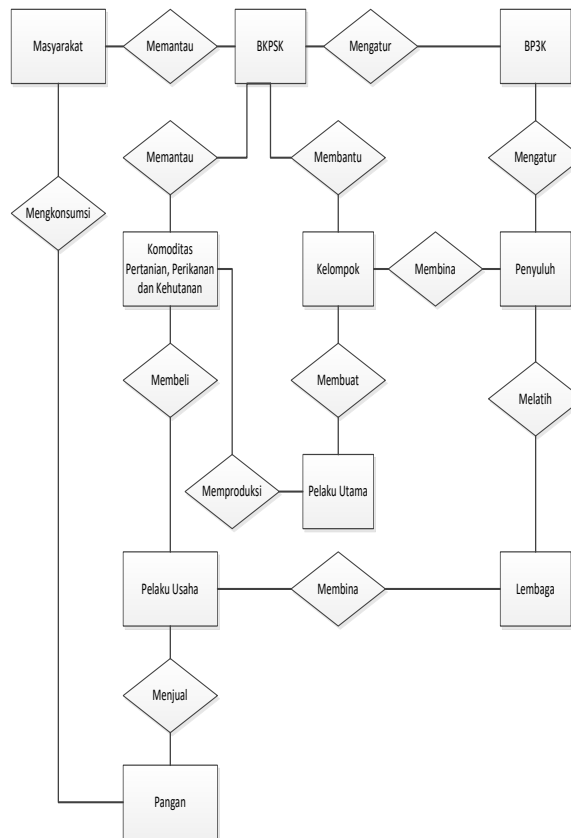 Masyarakat
Memantau
BKPSK
Mengatur
BP3K
Memantau
Membantu
Mengatur
Mengkonsumsi
Komoditas
Pertanian, Perikanan
dan Kehutanan
Kelompok
Membina
Penyuluh
Membeli
Membuat
Melatih
Memproduksi
Pelaku Utama
Pelaku Usaha
Membina
Lembaga
Menjual
Pangan